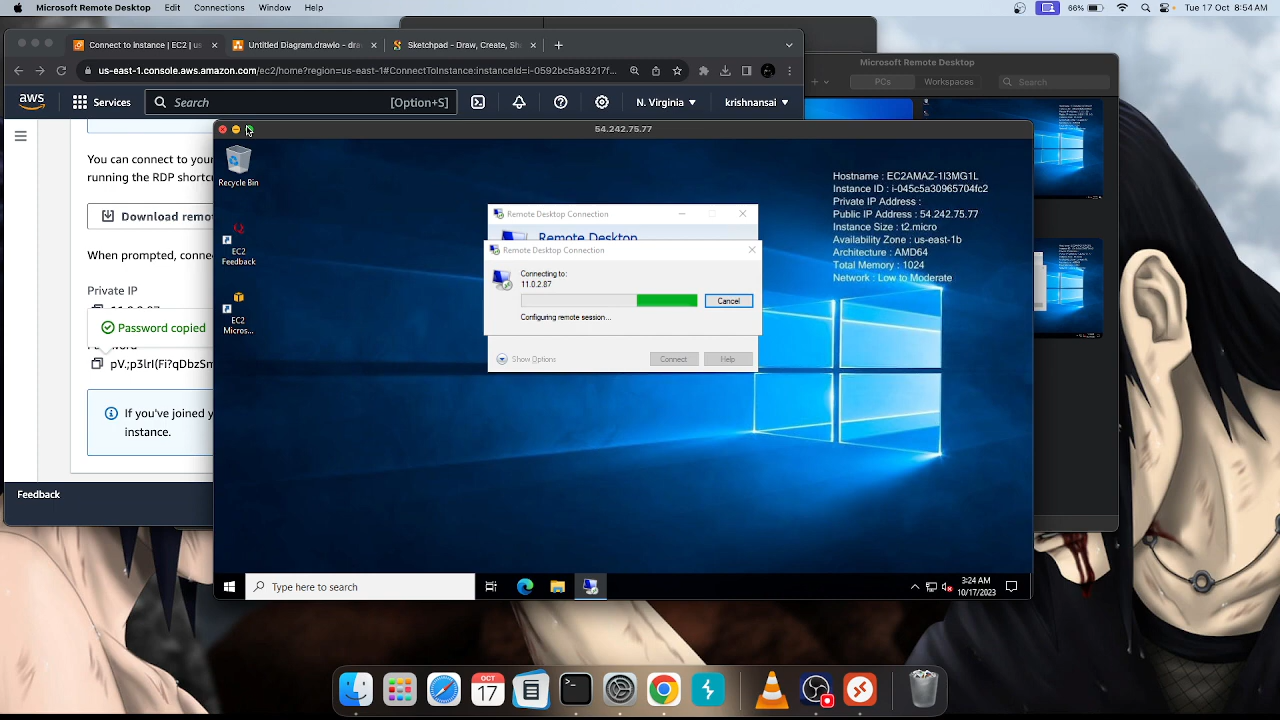 Microsoft Remote Desktop Edit Connections Window Help
66% Tue 17 Oct 8:54 AM
Connect to instance | EC2 | us
Untitled Diagram.drawio - dra
Sketchpad - Draw, Create, Sh
us-east-1.console.aws.amazon.com/ec2/home?region=us-east-1#ConnectToInstance:instanceId=i-0592bc5a83217f...
aws Services Search [Option+S] N. Virginia krishnansai
Microsoft Remote Desktop
PCs Workspaces Search
54.242.75.77
You can connect to your
running the RDP shortc
Download remot
When prompted, connec
Private IP
Password copied
pV.;p3lr(Fi?qDbzSm
If you've joined y
instance.
Feedback
Recycle Bin
EC2
Feedback
EC2
Micros...
Hostname : EC2AMAZ-1I3MG1L
Instance ID : i-045c5a30965704fc2
Private IP Address :
Public IP Address : 54.242.75.77
Instance Size : t2.micro
Availability Zone : us-east-1b
Architecture : AMD64
Total Memory : 1024
Network : Low to Moderate
Remote Desktop Connection
Remote Desktop
Remote Desktop Connection
Connecting to:
11.0.2.87
Cancel
Configuring remote session...
Show Options Connect Help
Type here to search
3:24 AM
10/17/2023
OCT
17